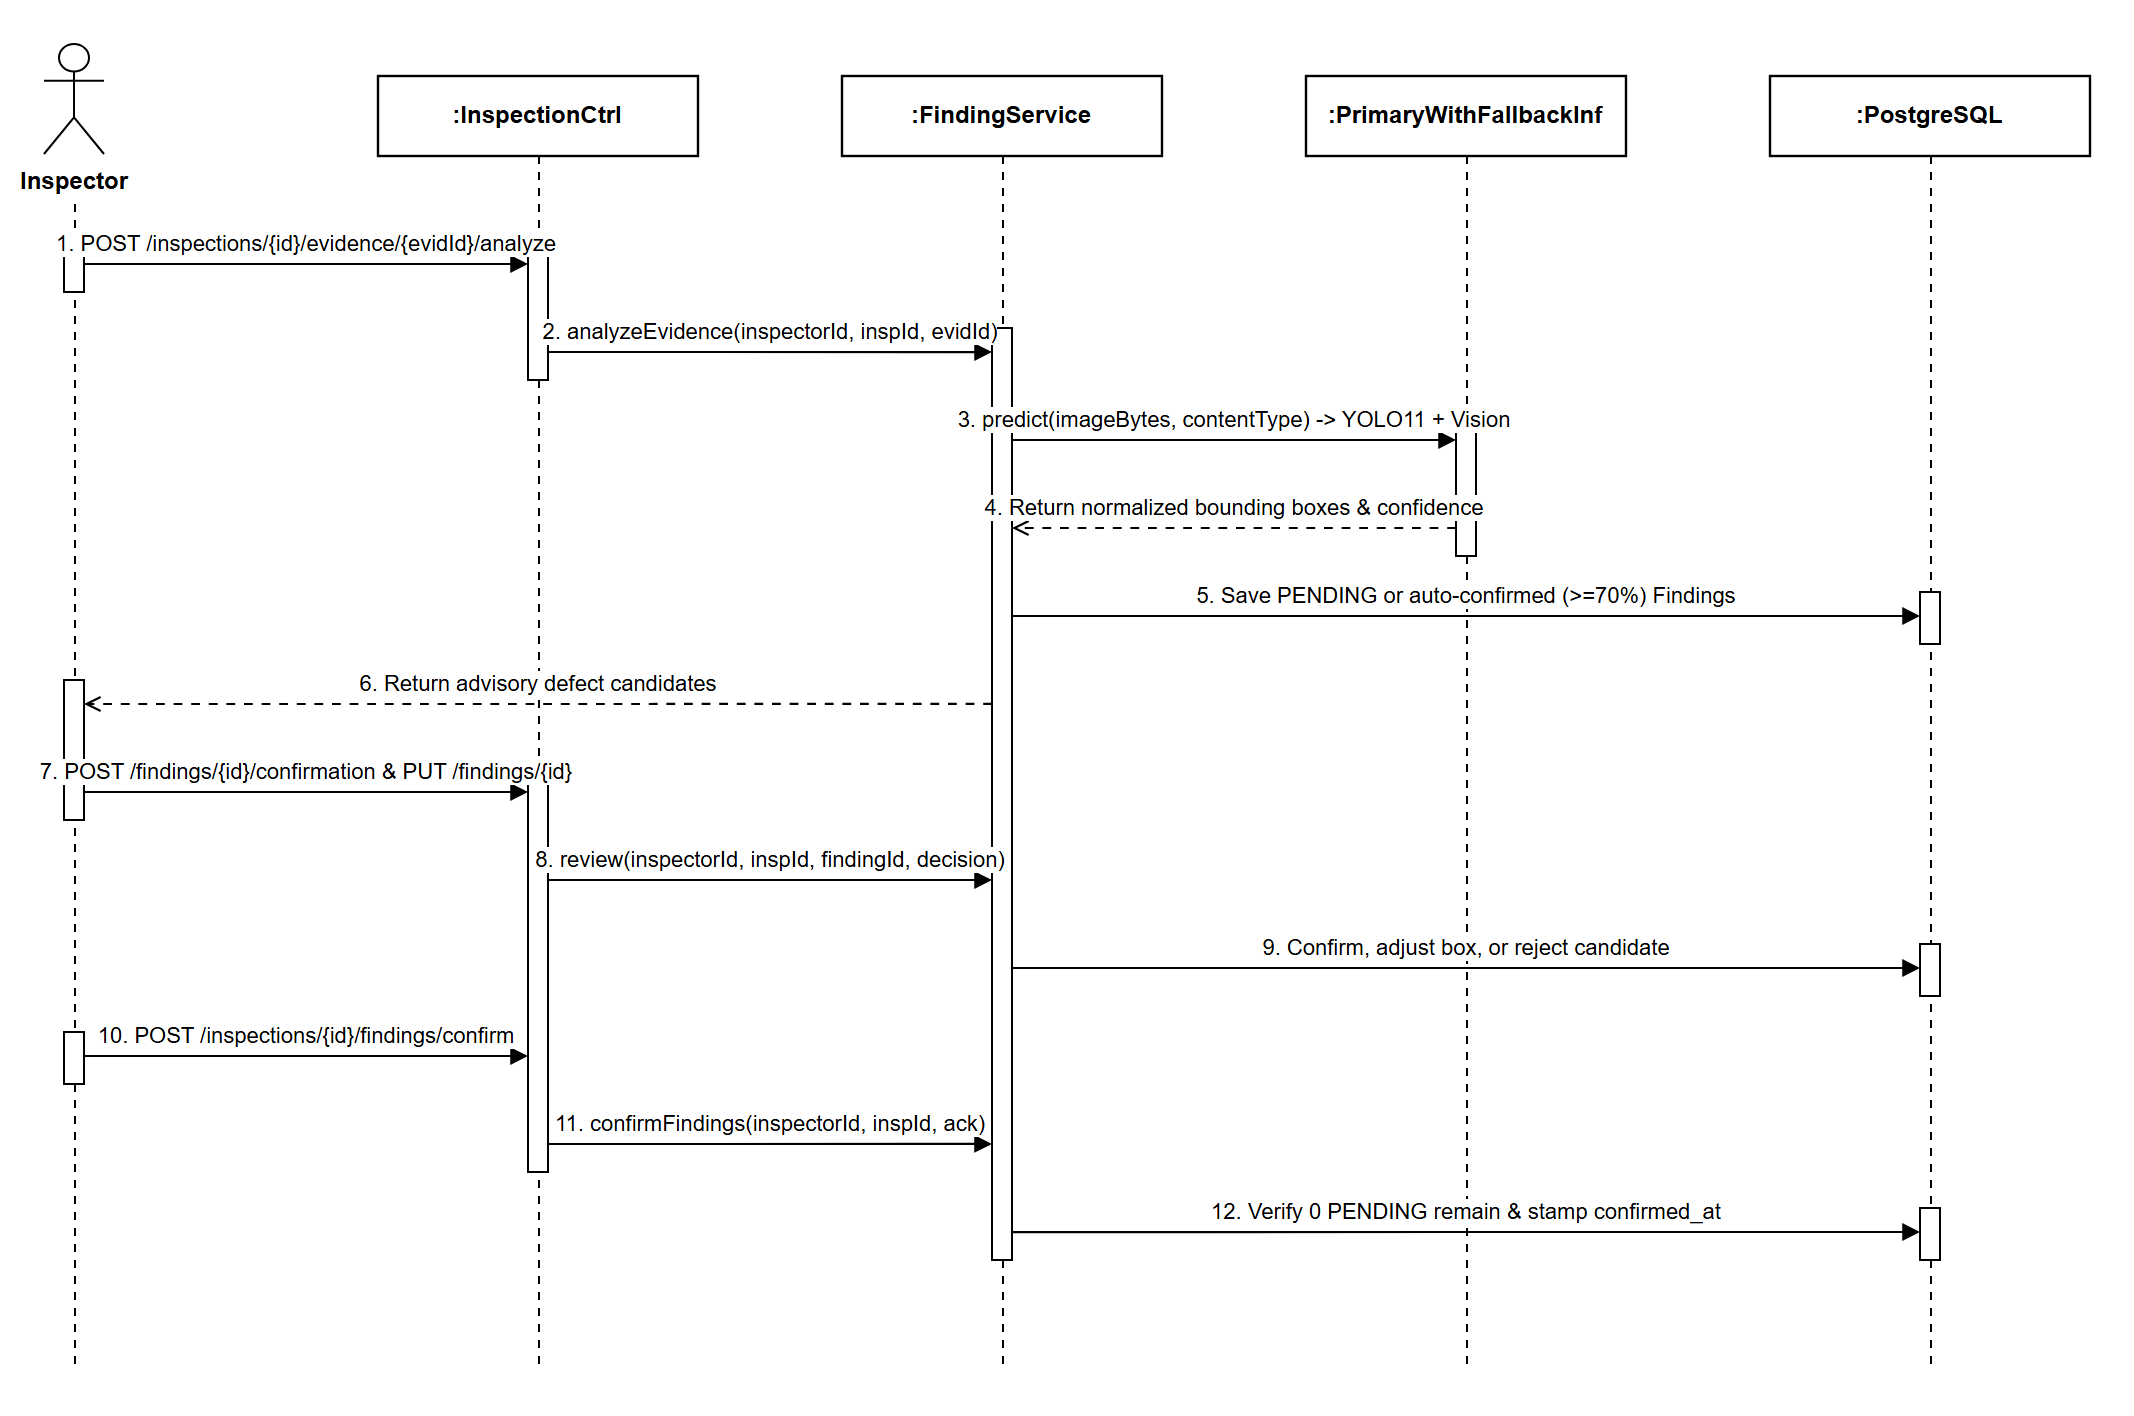 Inspector
:InspectionCtrl
:FindingService
:PrimaryWithFallbackInf
:PostgreSQL
1. POST /inspections/{id}/evidence/{evidId}/analyze
2. analyzeEvidence(inspectorId, inspId, evidId)
3. predict(imageBytes, contentType) -> YOLO11 + Vision
4. Return normalized bounding boxes & confidence
5. Save PENDING or auto-confirmed (>=70%) Findings
6. Return advisory defect candidates
7. POST /findings/{id}/confirmation & PUT /findings/{id}
8. review(inspectorId, inspId, findingId, decision)
9. Confirm, adjust box, or reject candidate
10. POST /inspections/{id}/findings/confirm
11. confirmFindings(inspectorId, inspId, ack)
12. Verify 0 PENDING remain & stamp confirmed_at